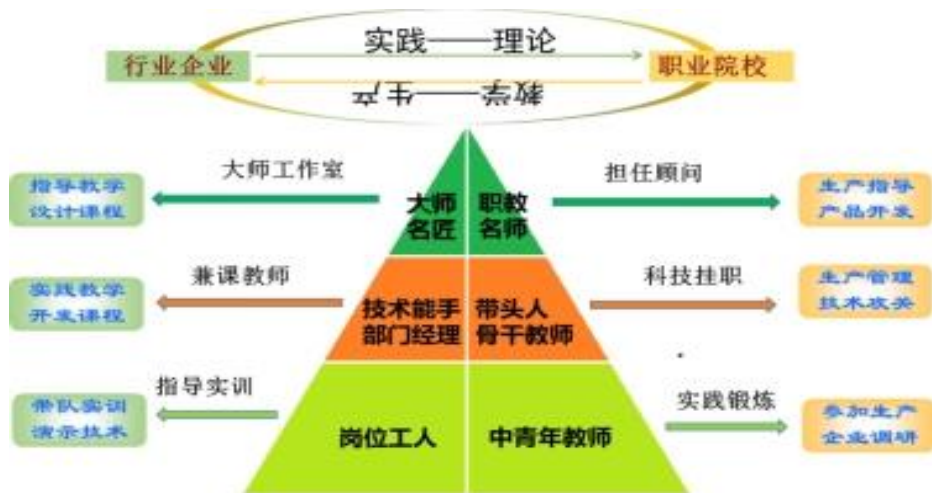 实践——理论
行业企业
职业院校
教学——生产
大师工作室
担任顾问
指导教学
设计课程
大师
名匠
职教
名师
生产指导
产品开发
兼课教师
科技挂职
实践教学
开发课程
技术能手
部门经理
带头人
骨干教师
生产管理
技术攻关
指导实训
实践锻炼
带队实训
演示技术
岗位工人
中青年教师
参加生产
企业调研